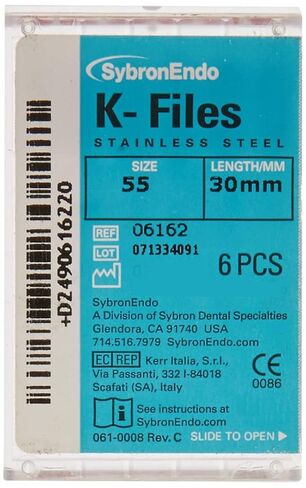 SybronEndo
K- Files
STAINLESS STEEL
SIZE LENGTH/MM
55 30mm
REF 06162
LOT 071334091
6 PCS
SybronEndo
A Division of Sybron Dental Specialties
Glendora, CA 91740 USA
714.516.7979 SybronEndo.com
EC REP Kerr Italia, S.r.l.,
Via Passanti, 332 I-84018
Scafati (SA), Italy
CE
0086
See instructions at
SybronEndo.com
061-0008 Rev. C SLIDE TO OPEN
+D2490616220